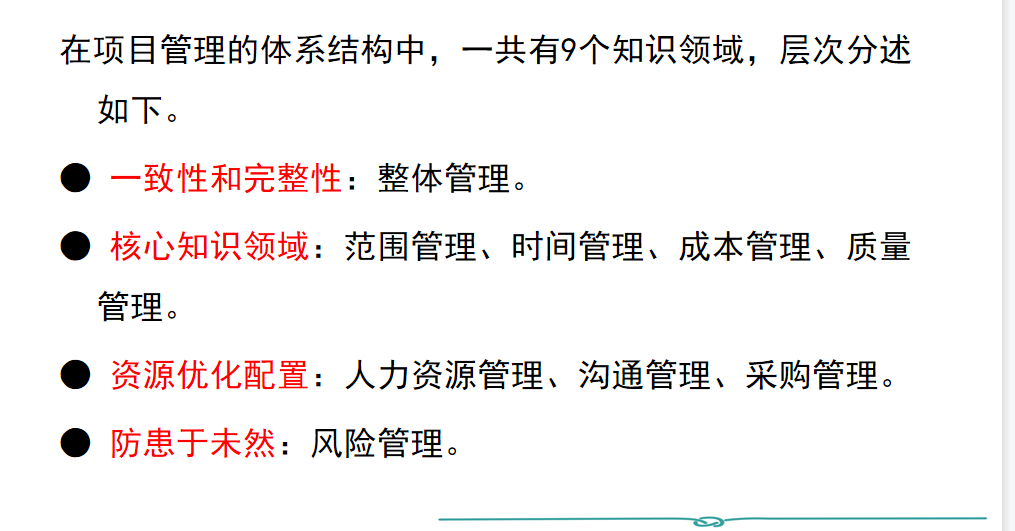 在项目管理的体系结构中，一共有9个知识领域，层次分述
如下。
● 一致性和完整性：整体管理。
● 核心知识领域：范围管理、时间管理、成本管理、质量
管理。
● 资源优化配置：人力资源管理、沟通管理、采购管理。
● 防患于未然：风险管理。